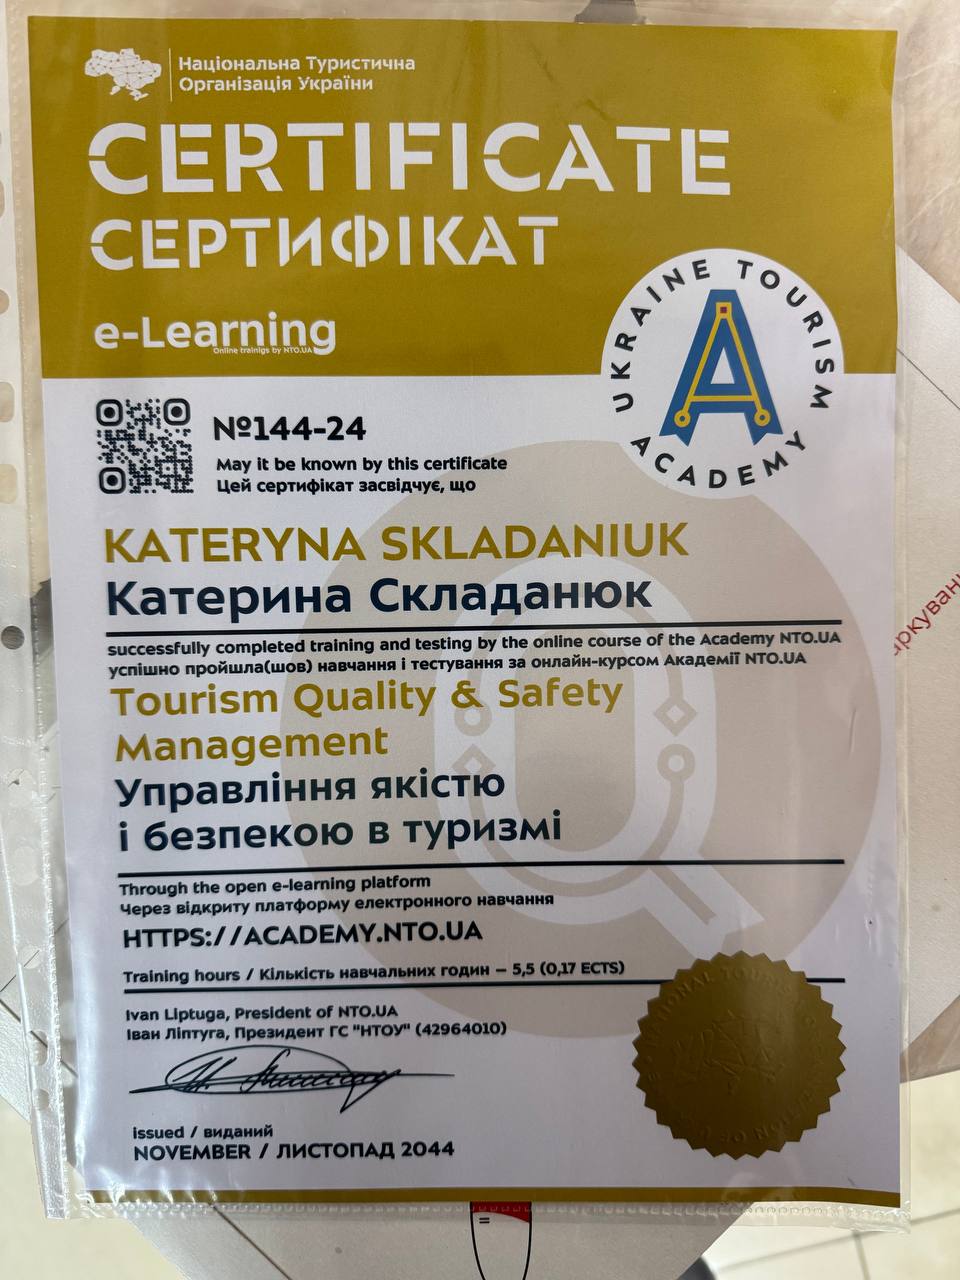 Національна Туристична
Організація України
CERTIFICATE
СЕРТИФІКАТ
e-Learning
Online trainigs by NTO.UA
UKRAINE TOURISM
ACADEMY
№144-24
May it be known by this certificate
Цей сертифікат засвідчує, що
KATERYNA SKLADANIUK
Катерина Складанюк
successfully completed training and testing by the online course of the Academy NTO.UA
успішно пройшла(шов) навчання і тестування за онлайн-курсом Академії NTO.UA
Tourism Quality & Safety
Management
Управління якістю
і безпекою в туризмі
Through the open e-learning platform
Через відкриту платформу електронного навчання
HTTPS://ACADEMY.NTO.UA
Training hours / Кількість навчальних годин – 5,5 (0,17 ECTS)
Ivan Liptuga, President of NTO.UA
Іван Ліптуга, Президент ГС "НТОУ" (42964010)
issued / виданий
NOVEMBER / ЛИСТОПАД 2044